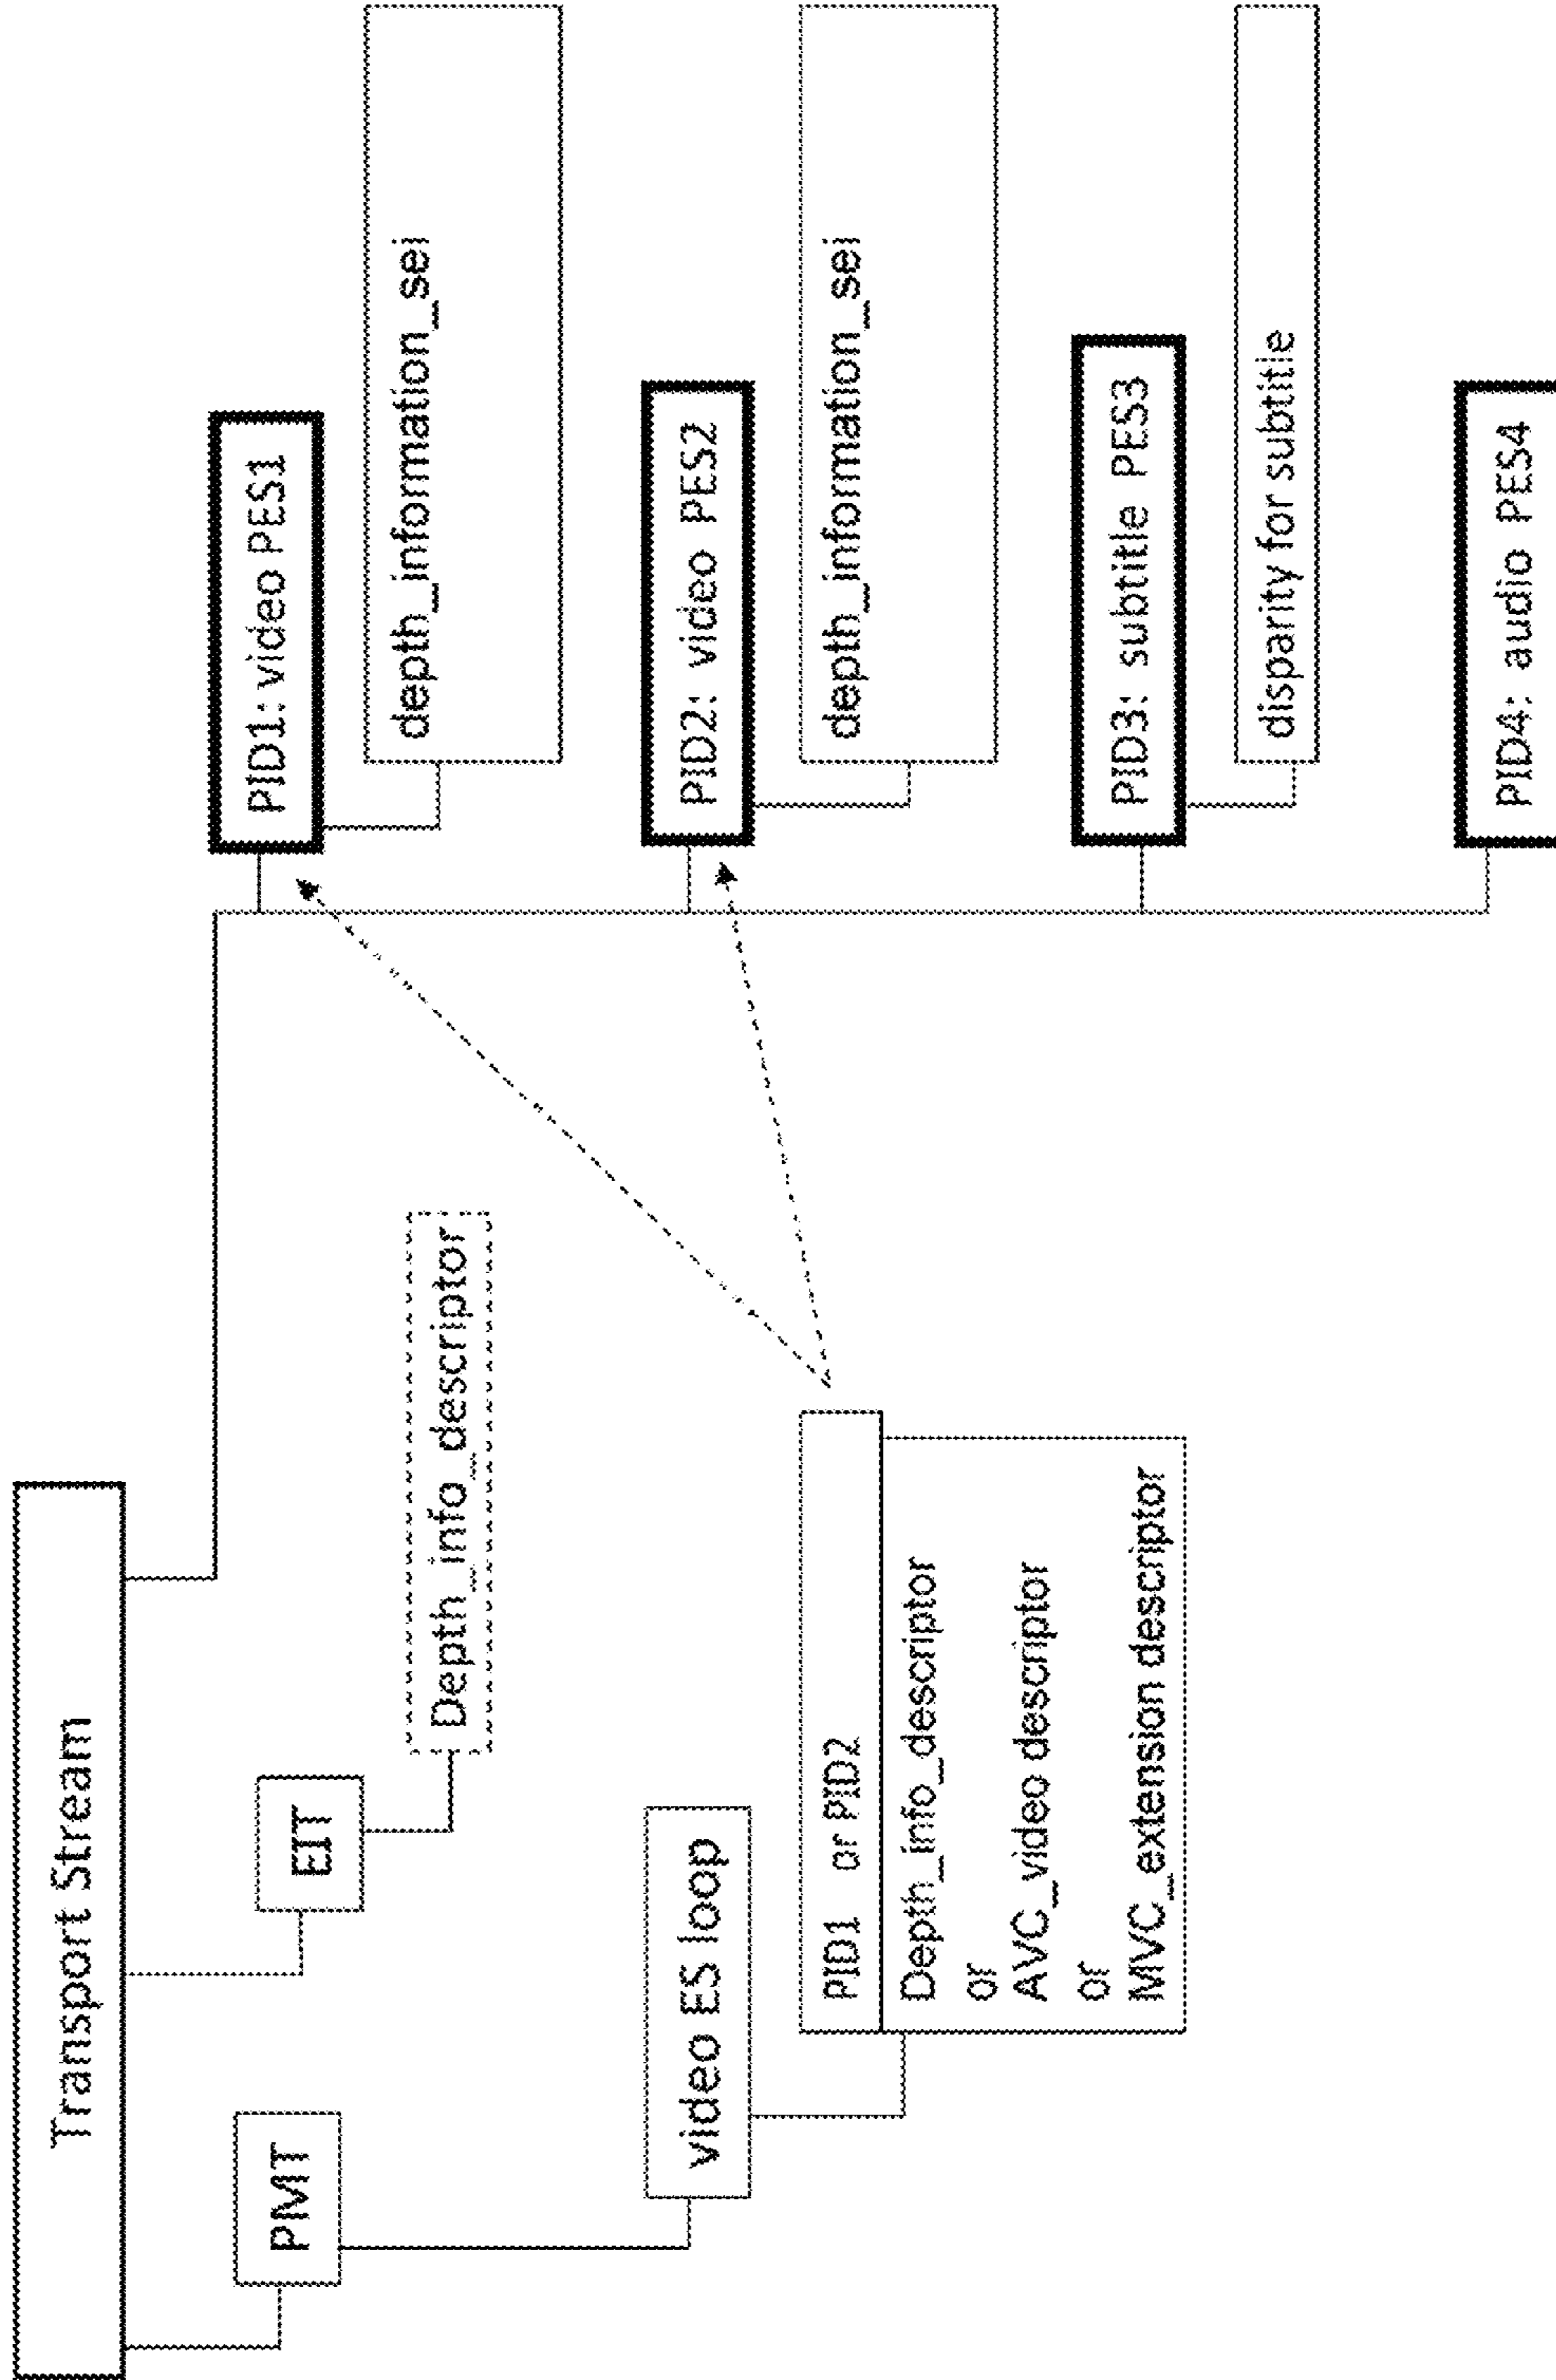 Transport Stream
PMT
EIT
Depth_info_descriptor
video ES loop
PID1 or PID2
Depth_info_descriptor
or
AVC_video descriptor
or
MVC_extension descriptor
PID1: video PES1
depth_information_sei
PID2: video PES2
depth_information_sei
PID3: subtitle PES3
disparity for subtitle
PID4: audio PES4